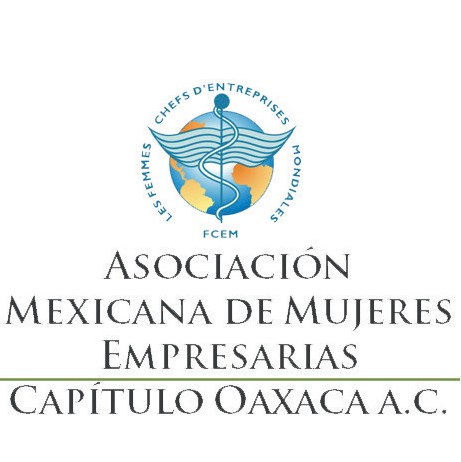 LES FEMMES CHEFS D'ENTREPRISES MONDIALES
FCEM
ASOCIACIÓN
MEXICANA DE MUJERES
EMPRESARIAS
CAPÍTULO OAXACA A.C.